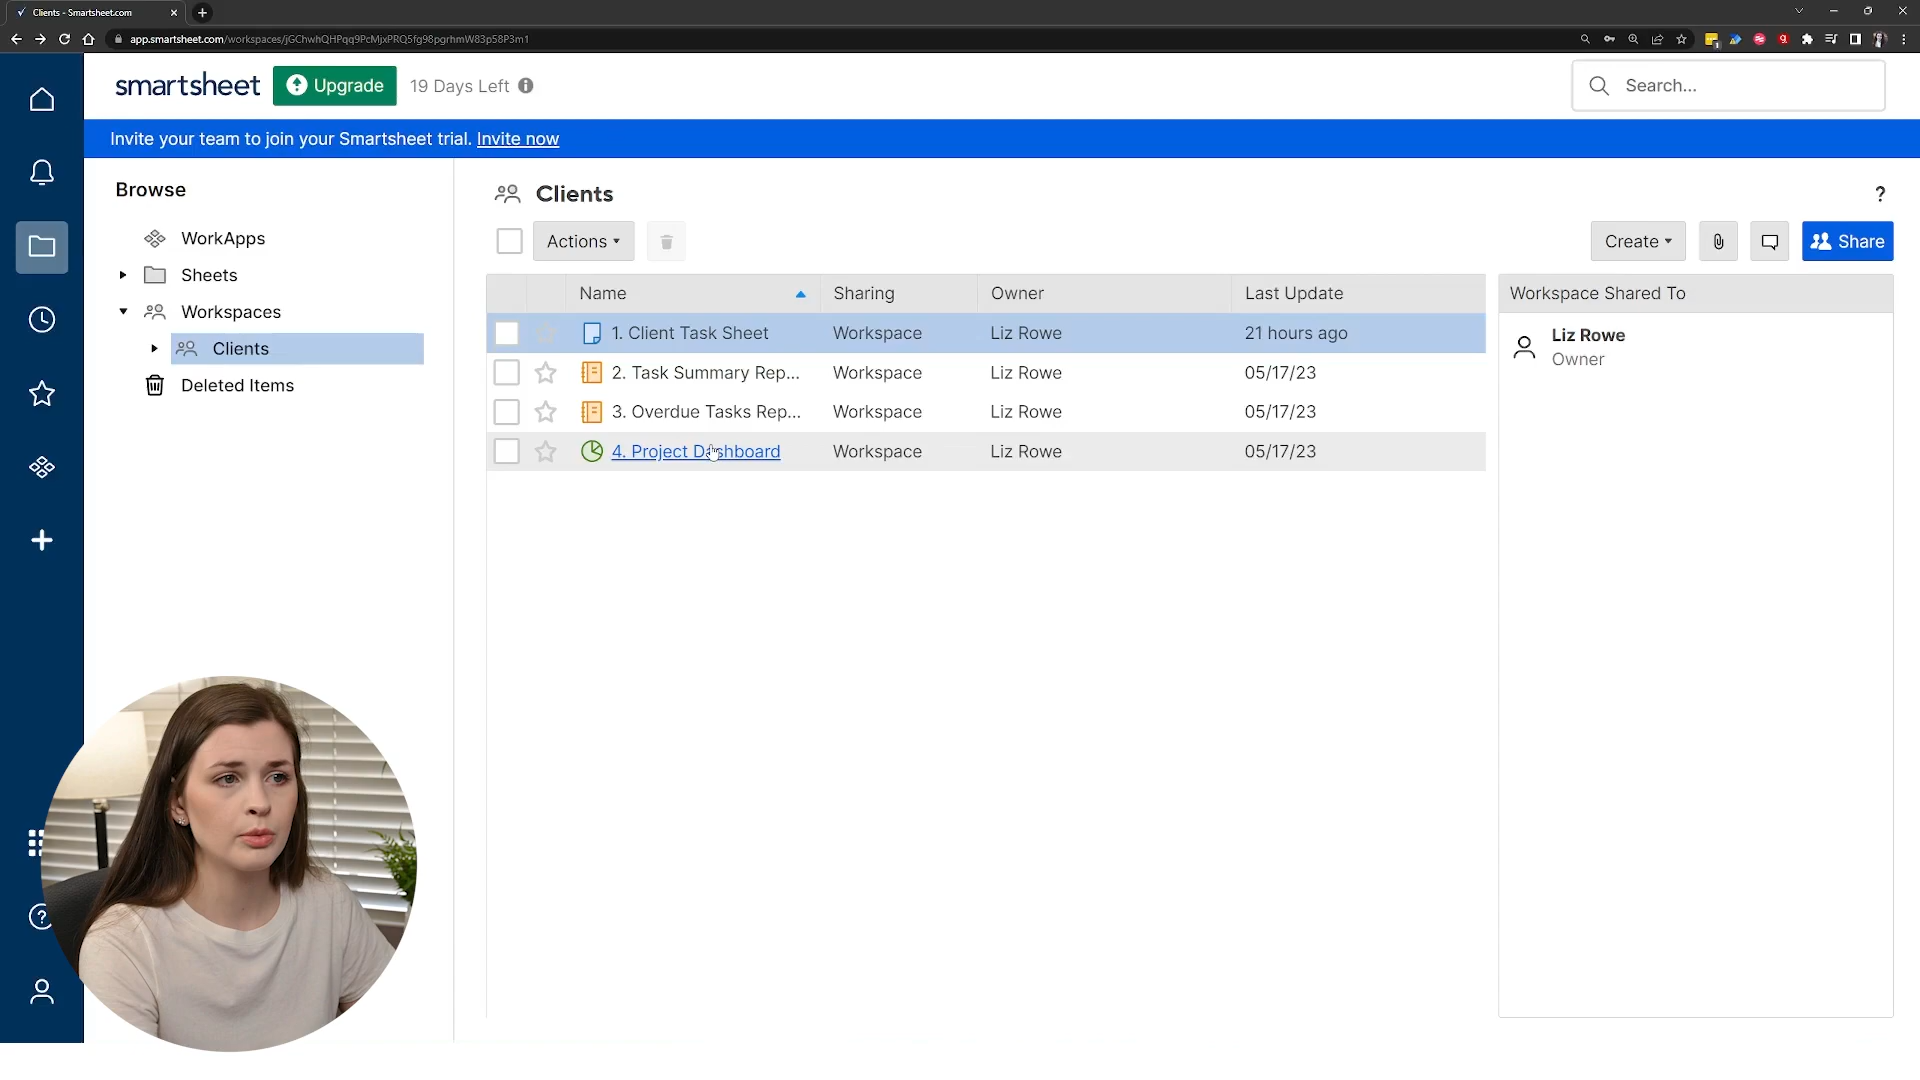 Clients - Smartsheet.com
app.smartsheet.com/workspaces/jGChwhQHPqq9PcMjxPRQ5fg98pgrhmW83p58P3m1
smartsheet
Upgrade
19 Days Left
Search...
Invite your team to join your Smartsheet trial. Invite now
Browse
WorkApps
Sheets
Workspaces
Clients
Deleted Items
Clients
?
Actions
Create
Share
Name Sharing Owner Last Update
1. Client Task Sheet Workspace Liz Rowe 21 hours ago
2. Task Summary Rep... Workspace Liz Rowe 05/17/23
3. Overdue Tasks Rep... Workspace Liz Rowe 05/17/23
4. Project Dashboard Workspace Liz Rowe 05/17/23
Workspace Shared To
Liz Rowe
Owner